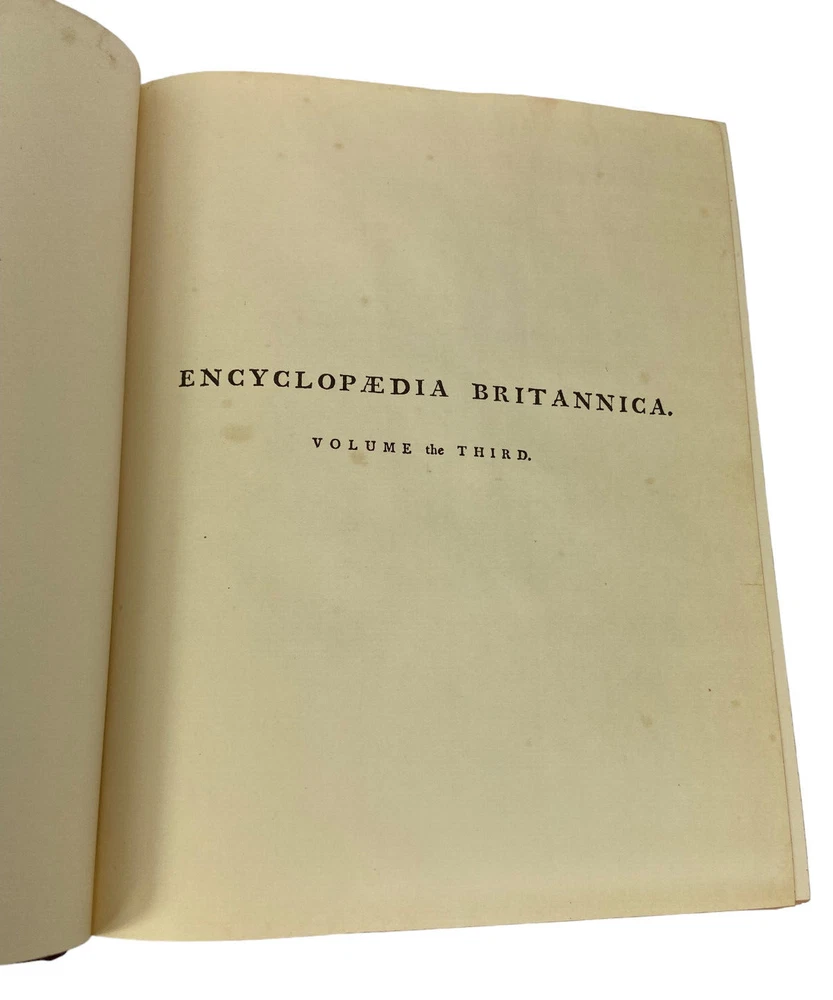 ENCYCLOPÆDIA BRITANNICA.
VOLUME the THIRD.